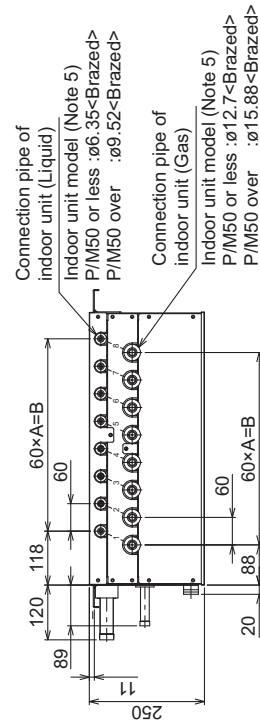 Connection pipe of
indoor unit (Liquid)
Indoor unit model (Note 5)
P/M50 or less :ø6.35<Brazed>
P/M50 over :ø9.52<Brazed>
Connection pipe of
indoor unit (Gas)
Indoor unit model (Note 5)
P/M50 or less :ø12.7<Brazed>
P/M50 over :ø15.88<Brazed>
60×A=B
60
118
120
89
11
250
1
2
3
4
5
6
7
8
60×A=B
60
88
20